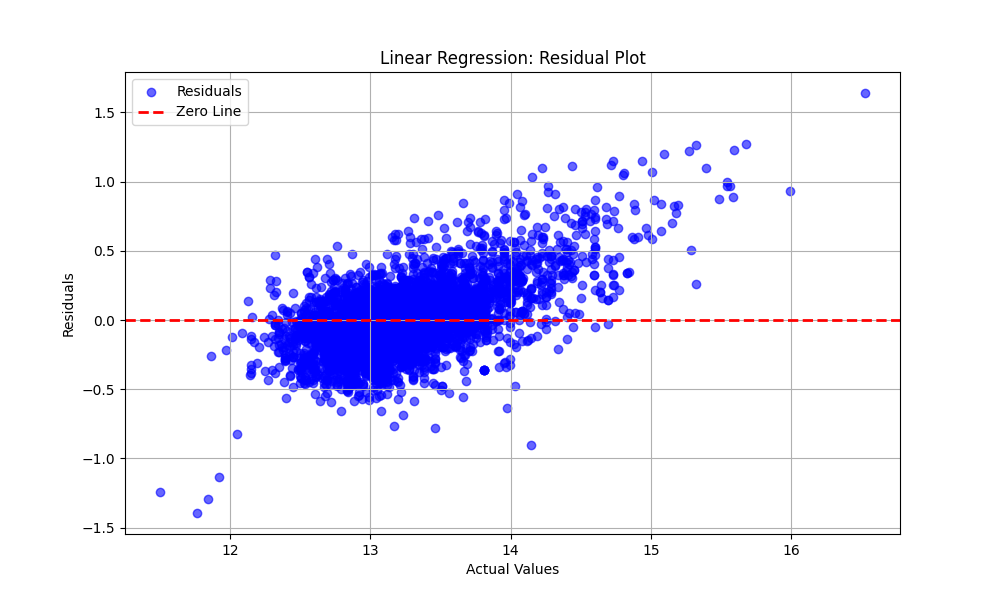 Linear Regression: Residual Plot
Residuals
Zero Line
Residuals
1.5
1.0
0.5
0.0
−0.5
−1.0
−1.5
12 13 14 15 16
Actual Values